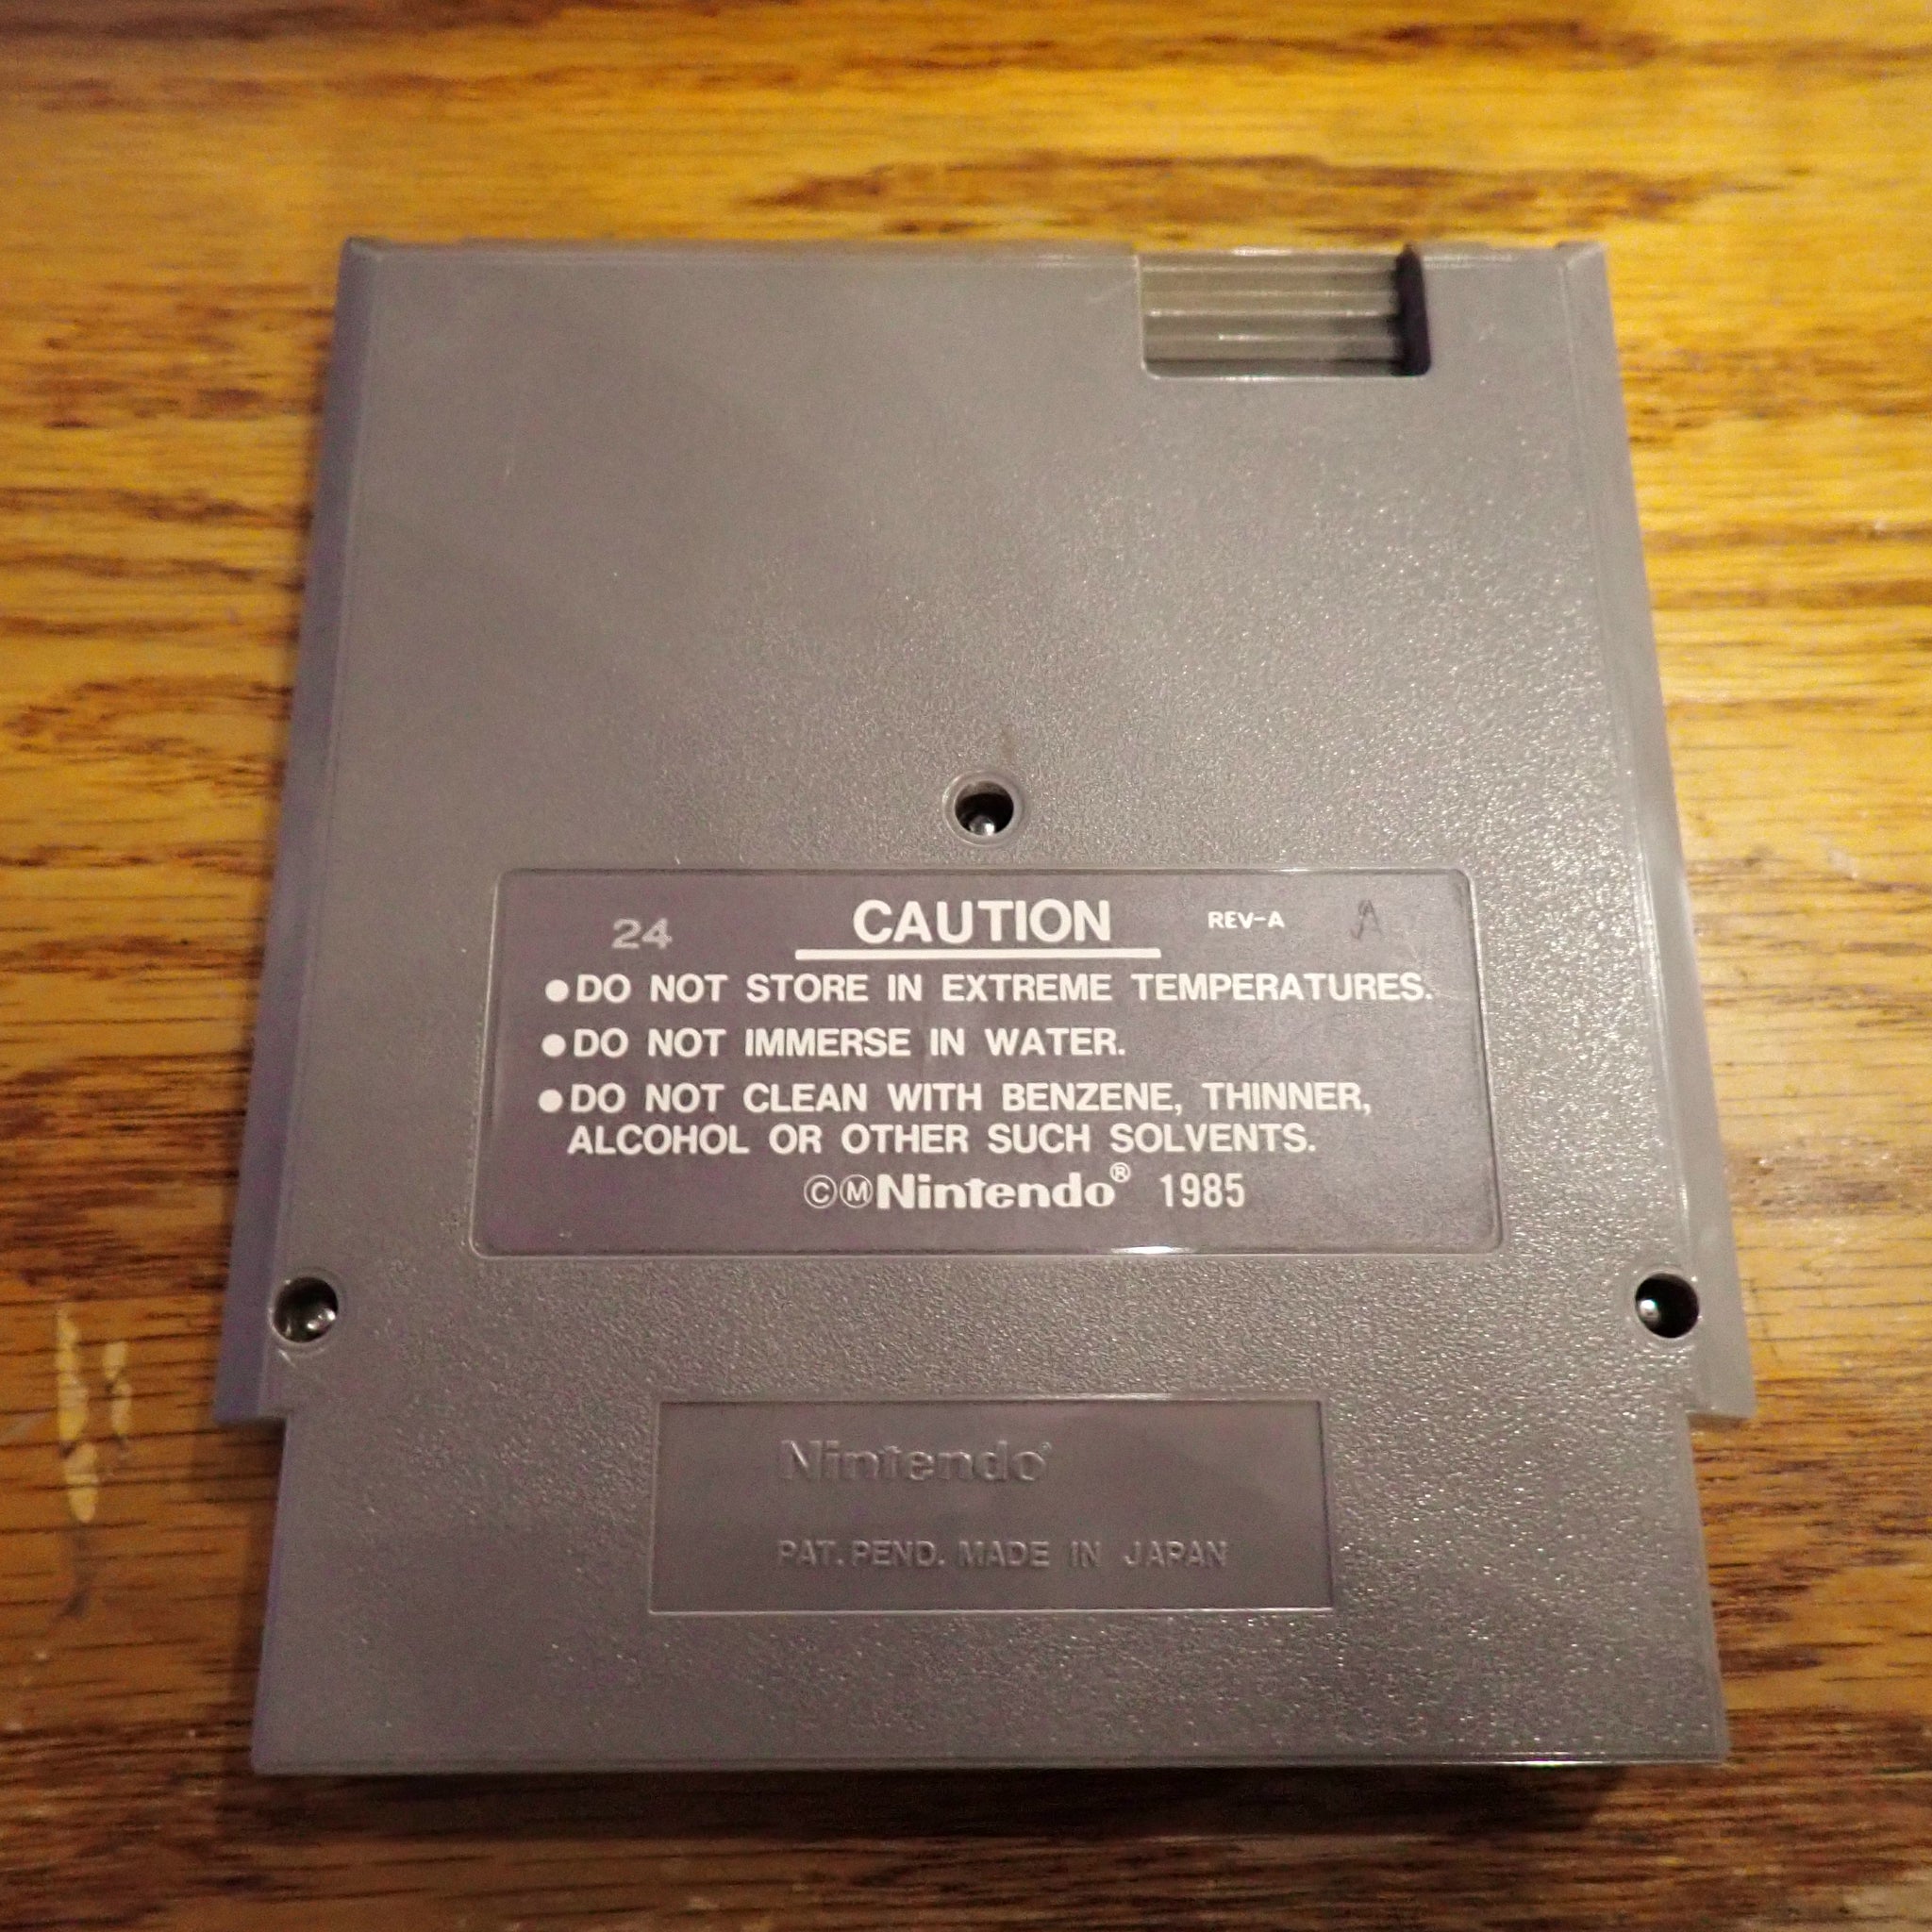 24 CAUTION REV-A A
●DO NOT STORE IN EXTREME TEMPERATURES.
●DO NOT IMMERSE IN WATER.
●DO NOT CLEAN WITH BENZENE, THINNER,
ALCOHOL OR OTHER SUCH SOLVENTS.
ⒸⓂNintendo® 1985
Nintendo®
PAT. PEND. MADE IN JAPAN